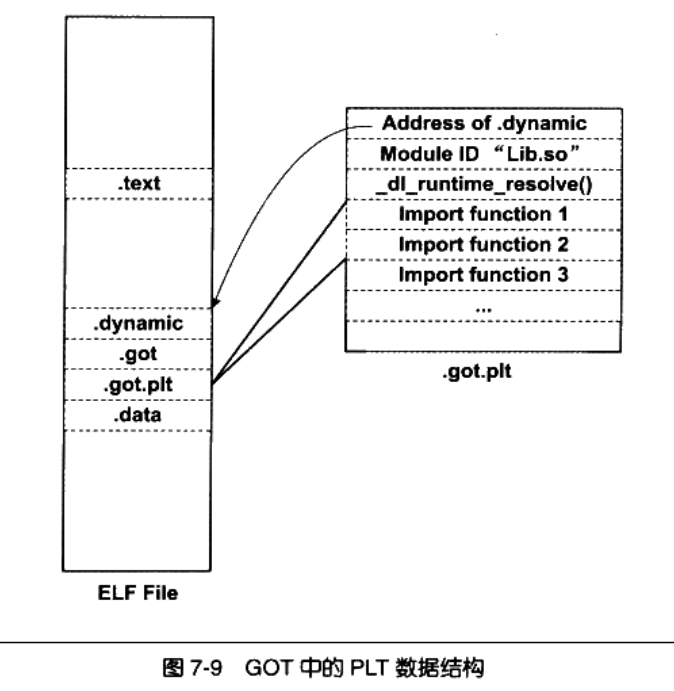 .text
.dynamic
.got
.got.plt
.data
ELF File
Address of .dynamic
Module ID “Lib.so”
_dl_runtime_resolve()
Import function 1
Import function 2
Import function 3
...
.got.plt
图 7-9 GOT 中的 PLT 数据结构